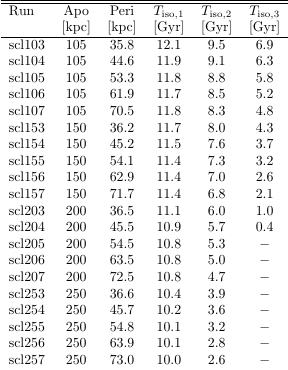 Run Apo Peri T_iso,1 T_iso,2 T_iso,3
[kpc] [kpc] [Gyr] [Gyr] [Gyr]
scl103 105 35.8 12.1 9.5 6.9
scl104 105 44.6 11.9 9.1 6.3
scl105 105 53.3 11.8 8.8 5.8
scl106 105 61.9 11.7 8.5 5.2
scl107 105 70.5 11.8 8.3 4.8
scl153 150 36.2 11.7 8.0 4.3
scl154 150 45.2 11.5 7.6 3.7
scl155 150 54.1 11.4 7.3 3.2
scl156 150 62.9 11.4 7.0 2.6
scl157 150 71.7 11.4 6.8 2.1
scl203 200 36.5 11.1 6.0 1.0
scl204 200 45.5 10.9 5.7 0.4
scl205 200 54.5 10.8 5.3 −
scl206 200 63.5 10.8 5.0 −
scl207 200 72.5 10.8 4.7 −
scl253 250 36.6 10.4 3.9 −
scl254 250 45.7 10.2 3.6 −
scl255 250 54.8 10.1 3.2 −
scl256 250 63.9 10.1 2.8 −
scl257 250 73.0 10.0 2.6 −